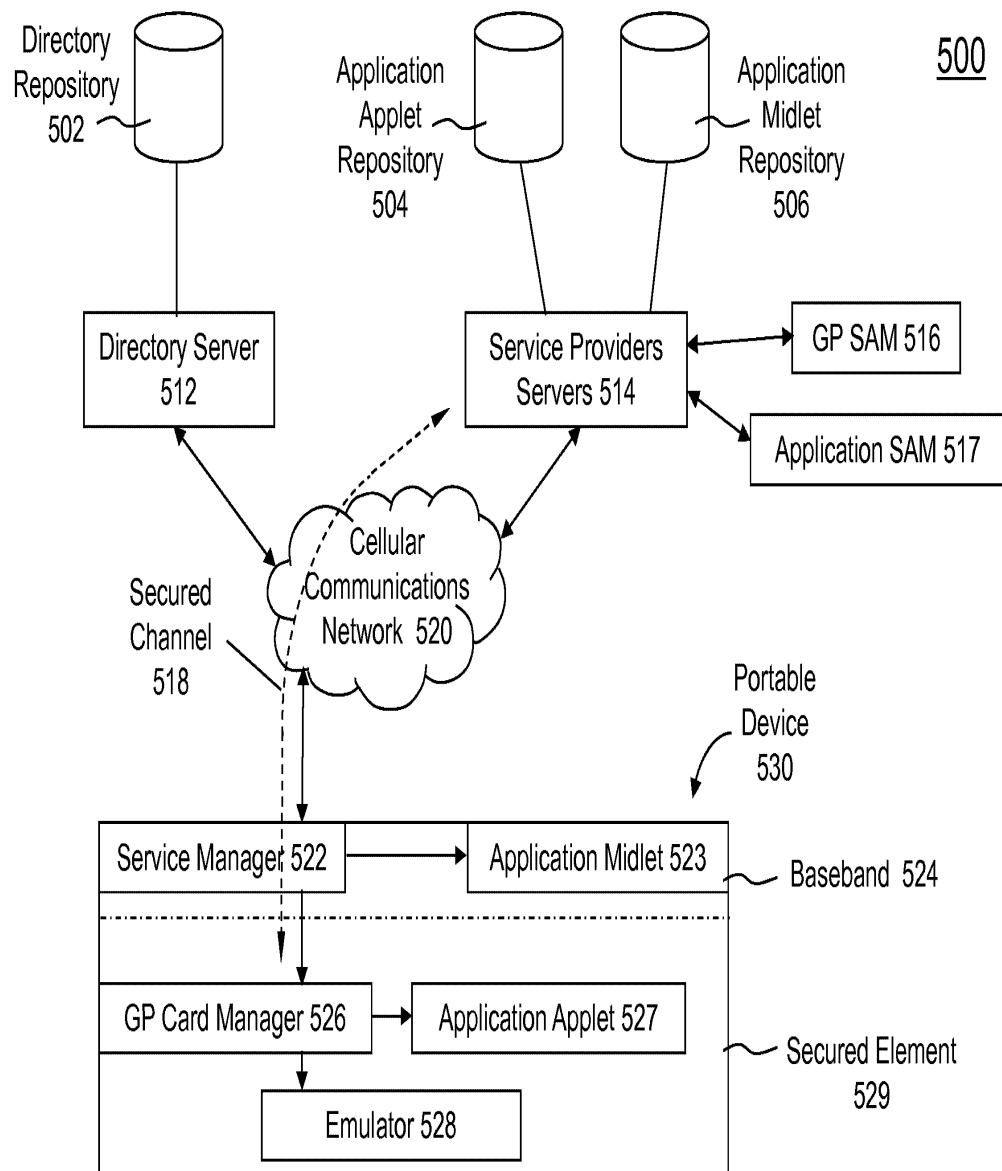 Directory
Repository
502
Application
Applet
Repository
504
Application
Midlet
Repository
506
500
Directory Server
512
Service Providers
Servers 514
GP SAM 516
Application SAM 517
Cellular
Communications
Network 520
Secured
Channel
518
Portable
Device
530
Service Manager 522
Application Midlet 523
Baseband 524
GP Card Manager 526
Application Applet 527
Secured Element
529
Emulator 528